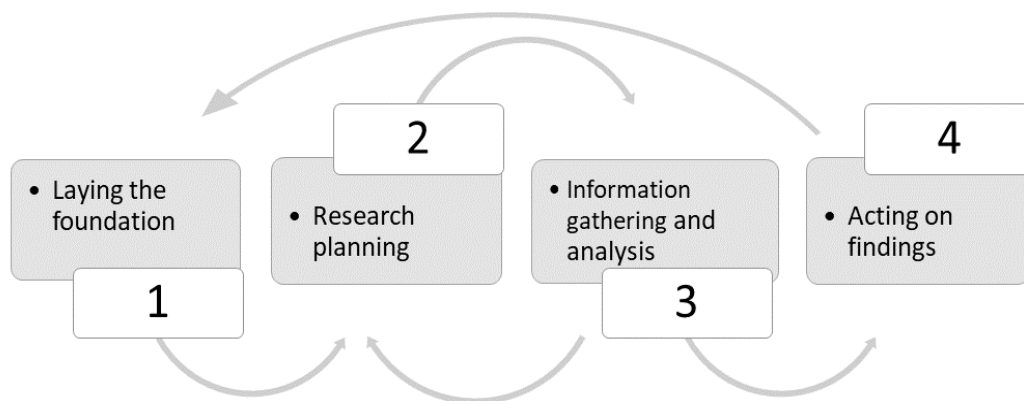 2
4
• Laying the
foundation
• Research
planning
• Information
gathering and
analysis
• Acting on
findings
1
3